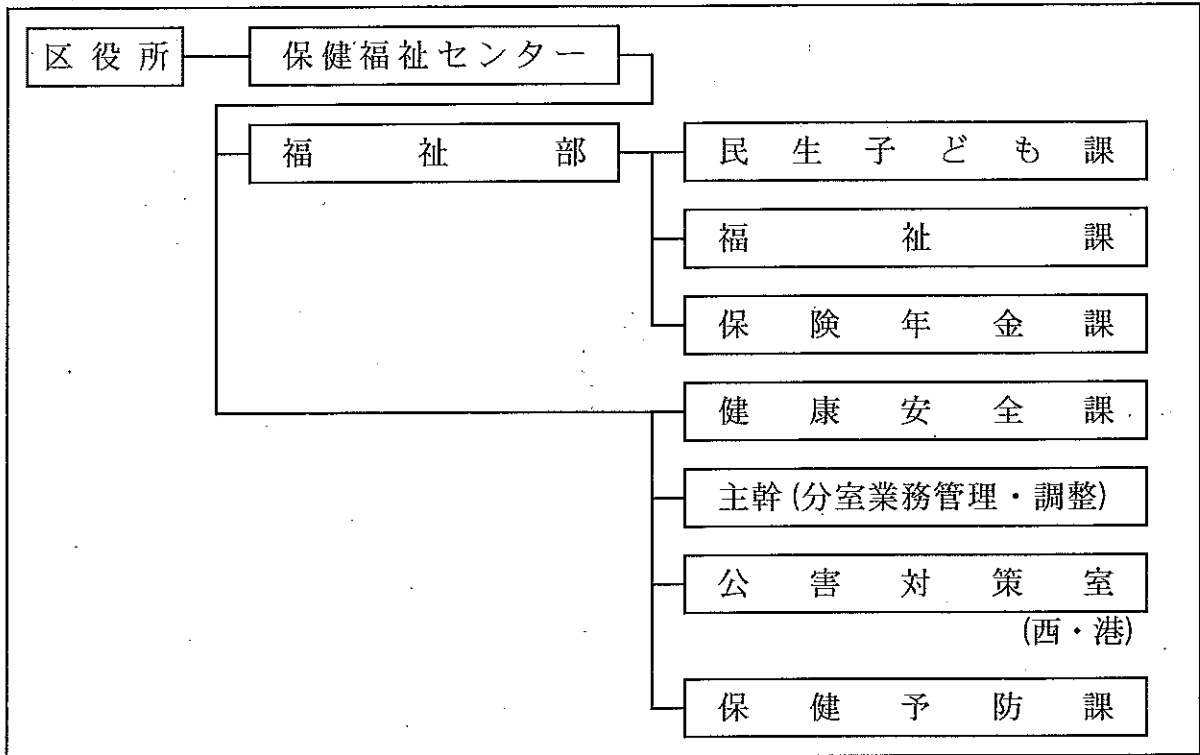 区役所
保健福祉センター
福祉部
民生子ども課
福祉課
保険年金課
健康安全課
主幹(分室業務管理・調整)
公害対策室
(西・港)
保健予防課